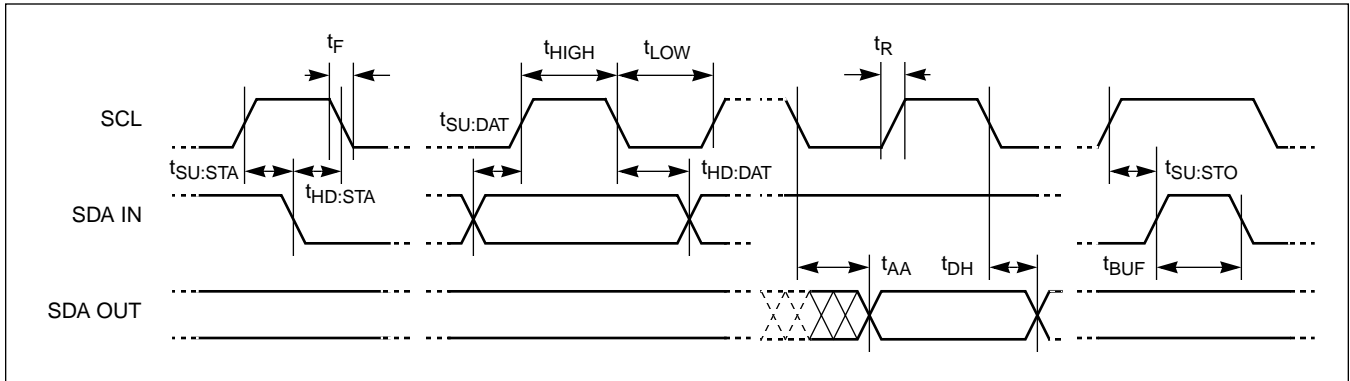 tF
tHIGH
tLOW
tR
SCL
tSU:DAT
tSU:STA
tHD:STA
tHD:DAT
tSU:STO
SDA IN
tAA
tDH
tBUF
SDA OUT